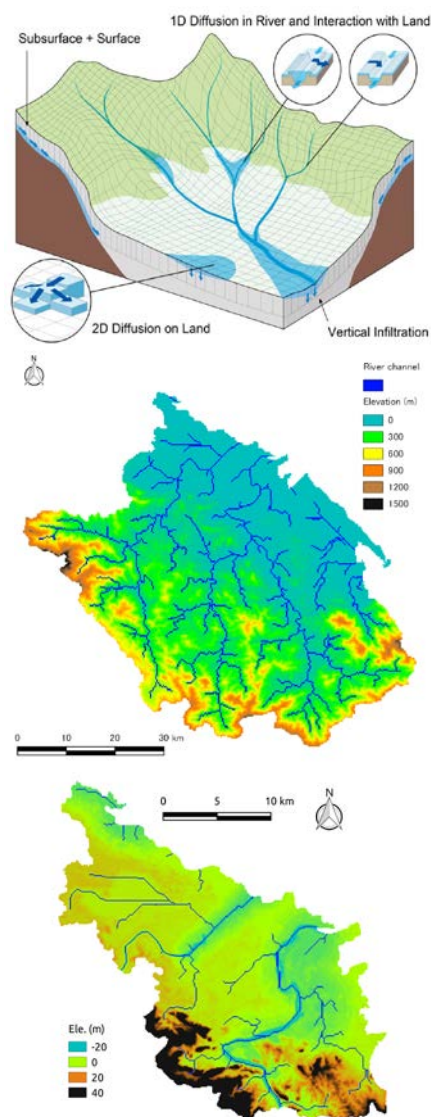 1D Diffusion in River and Interaction with Land
Subsurface + Surface
2D Diffusion on Land
Vertical Infiltration
N
River channel
Elevation (m)
0
300
600
900
1200
1500
0 10 20 30 km
0 5 10 km
N
Ele. (m)
-20
0
20
40